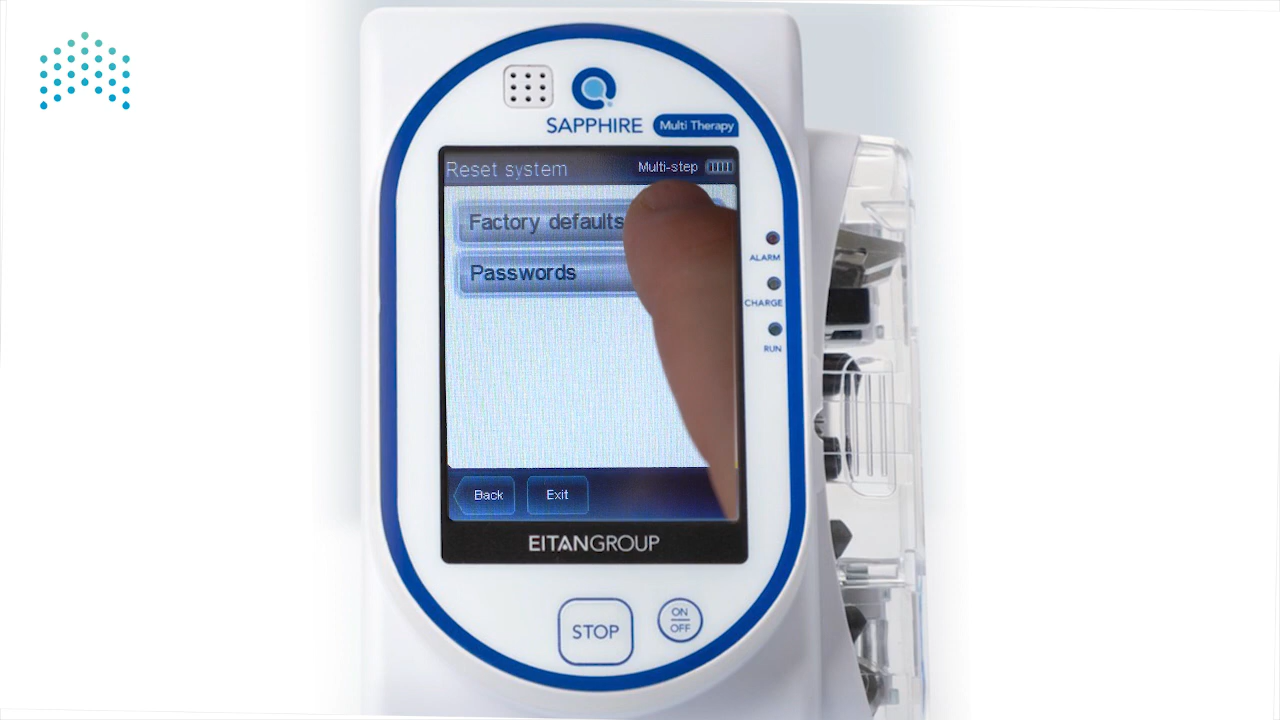 SAPPHIRE Multi Therapy
Reset system Multi-step
Factory defaults
Passwords
ALARM
CHARGE
RUN
Back Exit
EITANGROUP
STOP
ON
OFF